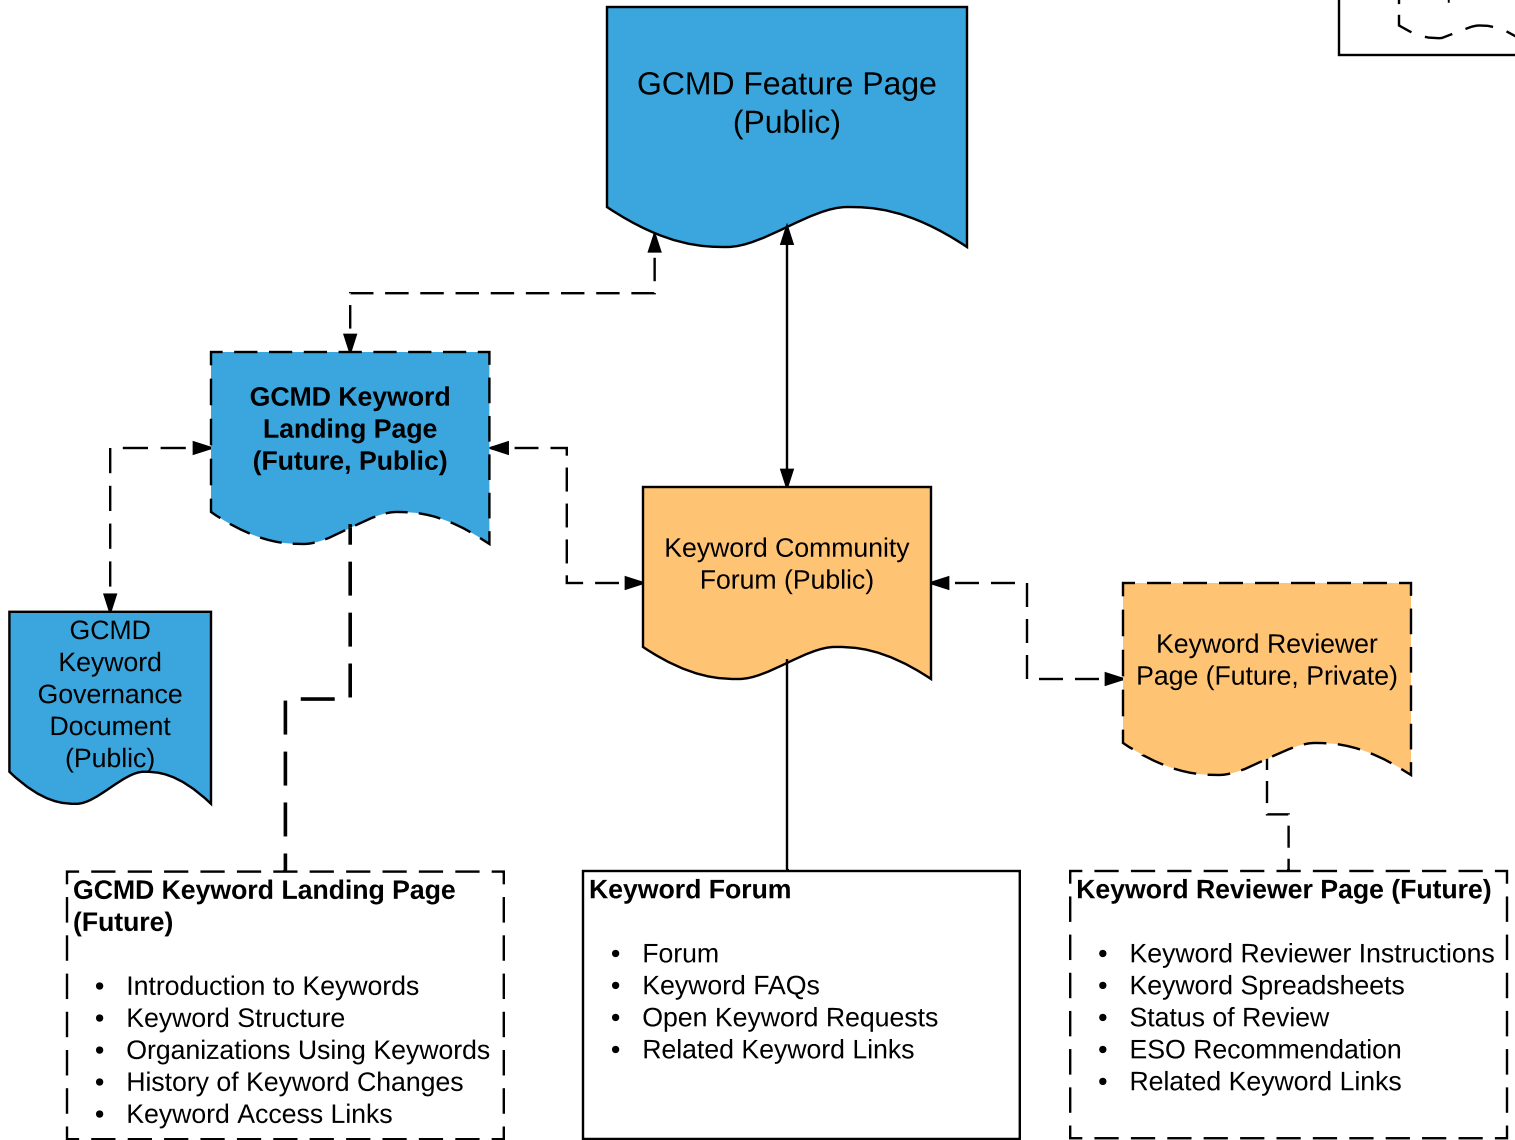 GCMD Feature Page
(Public)
GCMD Keyword
Landing Page
(Future, Public)
Keyword Community
Forum (Public)
Keyword Reviewer
Page (Future, Private)
GCMD
Keyword
Governance
Document
(Public)
GCMD Keyword Landing Page
(Future)
• Introduction to Keywords
• Keyword Structure
• Organizations Using Keywords
• History of Keyword Changes
• Keyword Access Links
Keyword Forum
• Forum
• Keyword FAQs
• Open Keyword Requests
• Related Keyword Links
Keyword Reviewer Page (Future)
• Keyword Reviewer Instructions
• Keyword Spreadsheets
• Status of Review
• ESO Recommendation
• Related Keyword Links